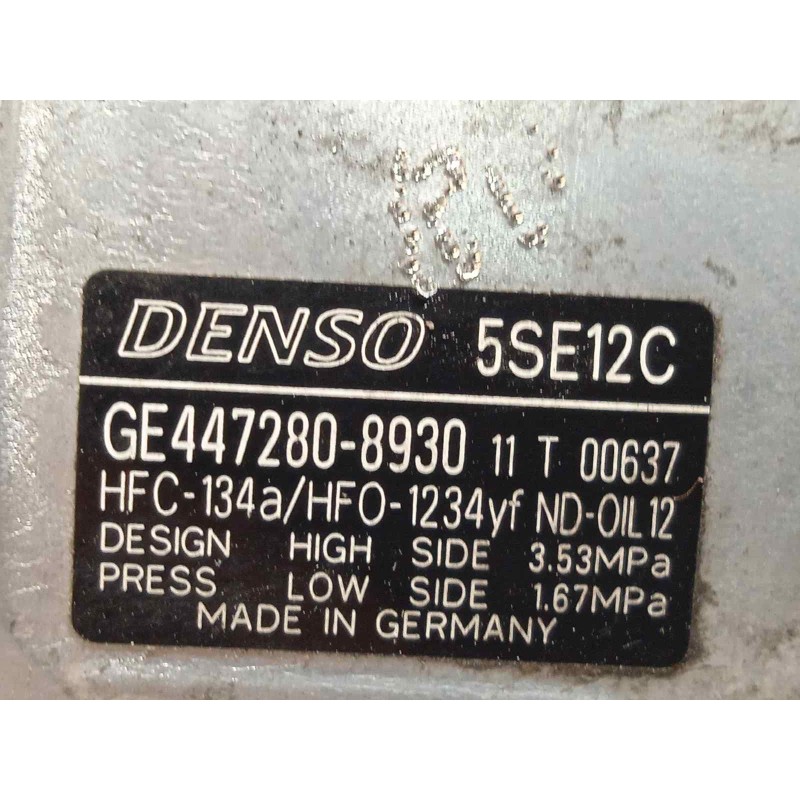 DENSO 5SE12C
GE447280-8930 11 T 00637
HFC-134a/HFO-1234yf ND-OIL12
DESIGN HIGH SIDE 3.53MPa
PRESS LOW SIDE 1.67MPa
MADE IN GERMANY